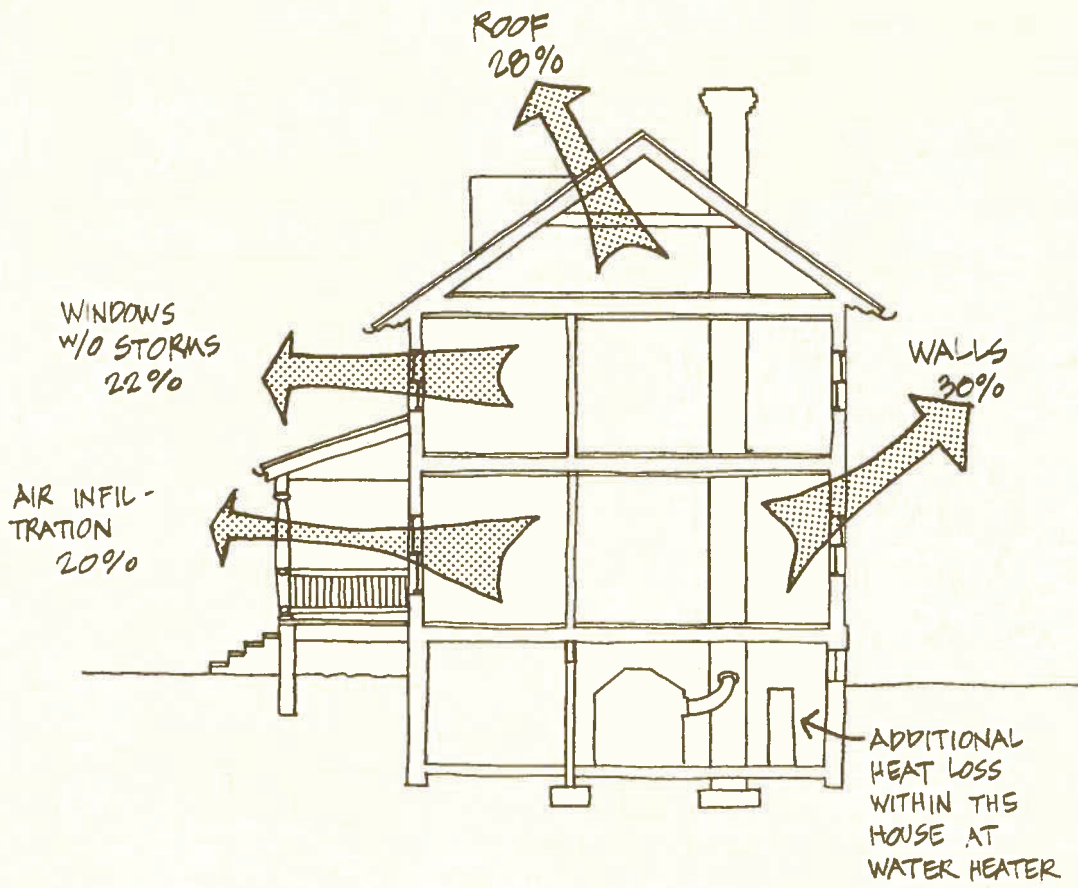 ROOF
28%
WINDOWS
W/O STORMS
22%
WALLS
30%
AIR INFIL-
TRATION
20%
ADDITIONAL
HEAT LOSS
WITHIN THE
HOUSE AT
WATER HEATER